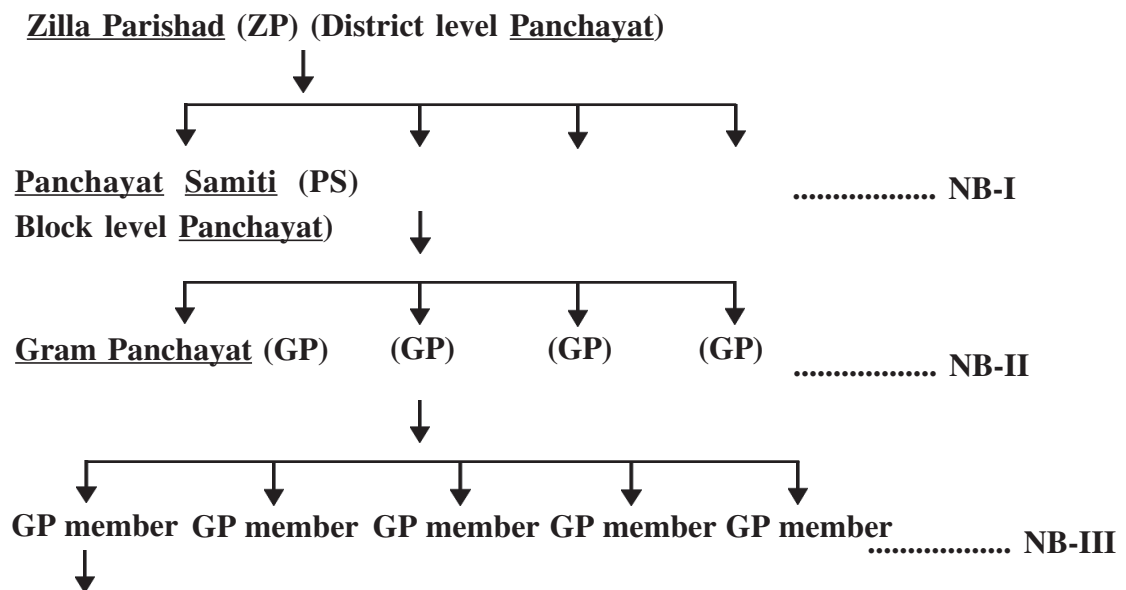 Zilla Parishad (ZP) (District level Panchayat)
Panchayat Samiti (PS)
.................. NB-I
Block level Panchayat)
Gram Panchayat (GP) (GP) (GP) (GP)
.................. NB-II
GP member GP member GP member GP member GP member
.................. NB-III